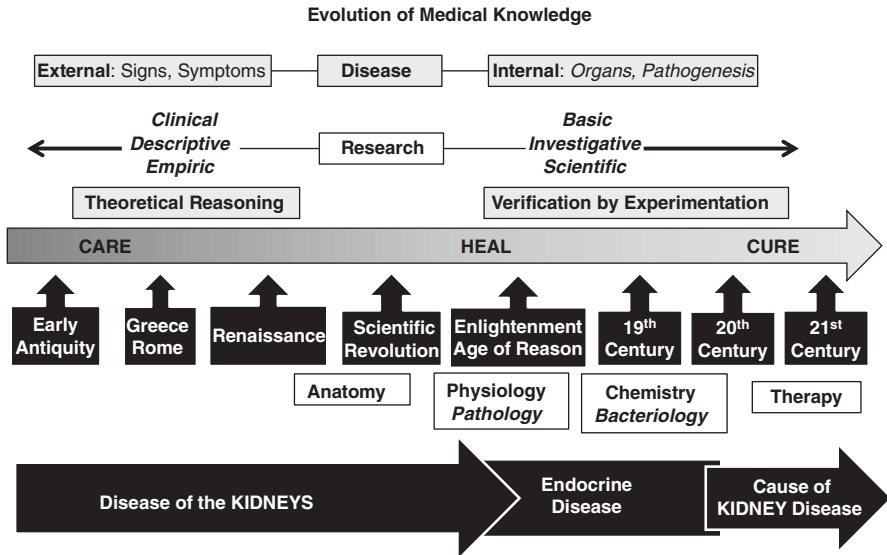 Evolution of Medical Knowledge
External: Signs, Symptoms
Disease
Internal: Organs, Pathogenesis
Clinical
Descriptive
Empiric
Research
Basic
Investigative
Scientific
Theoretical Reasoning
Verification by Experimentation
CARE
HEAL
CURE
Early
Antiquity
Greece
Rome
Renaissance
Scientific
Revolution
Enlightenment
Age of Reason
19th
Century
20th
Century
21st
Century
Anatomy
Physiology
Pathology
Chemistry
Bacteriology
Therapy
Disease of the KIDNEYS
Endocrine
Disease
Cause of
KIDNEY Disease